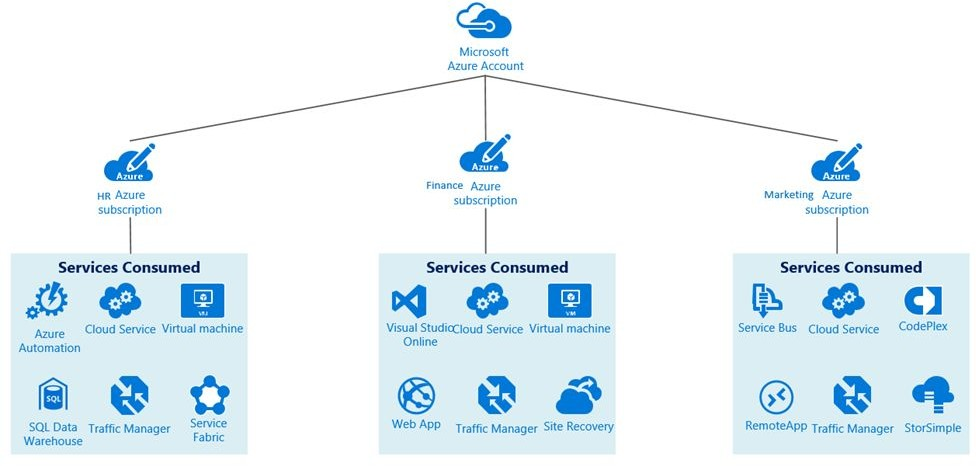 Microsoft
Azure Account
Azure
HR Azure
subscription
Azure
Finance Azure
subscription
Azure
Marketing Azure
subscription
Services Consumed
Azure
Automation
Cloud Service
VM
Virtual machine
SQL
SQL Data
Warehouse
Traffic Manager
Service
Fabric
Services Consumed
Visual Studio
Online
Cloud Service
VM
Virtual machine
Web App
Traffic Manager
Site Recovery
Services Consumed
Service Bus
Cloud Service
CodePlex
RemoteApp
Traffic Manager
StorSimple